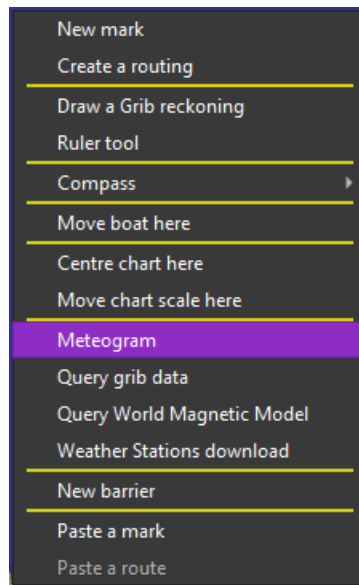 New mark
Create a routing
Draw a Grib reckoning
Ruler tool
Compass
Move boat here
Centre chart here
Move chart scale here
Meteogram
Query grib data
Query World Magnetic Model
Weather Stations download
New barrier
Paste a mark
Paste a route